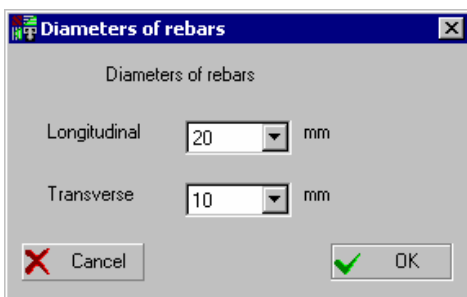 Diameters of rebars
Diameters of rebars
Longitudinal 20 mm
Transverse 10 mm
Cancel OK